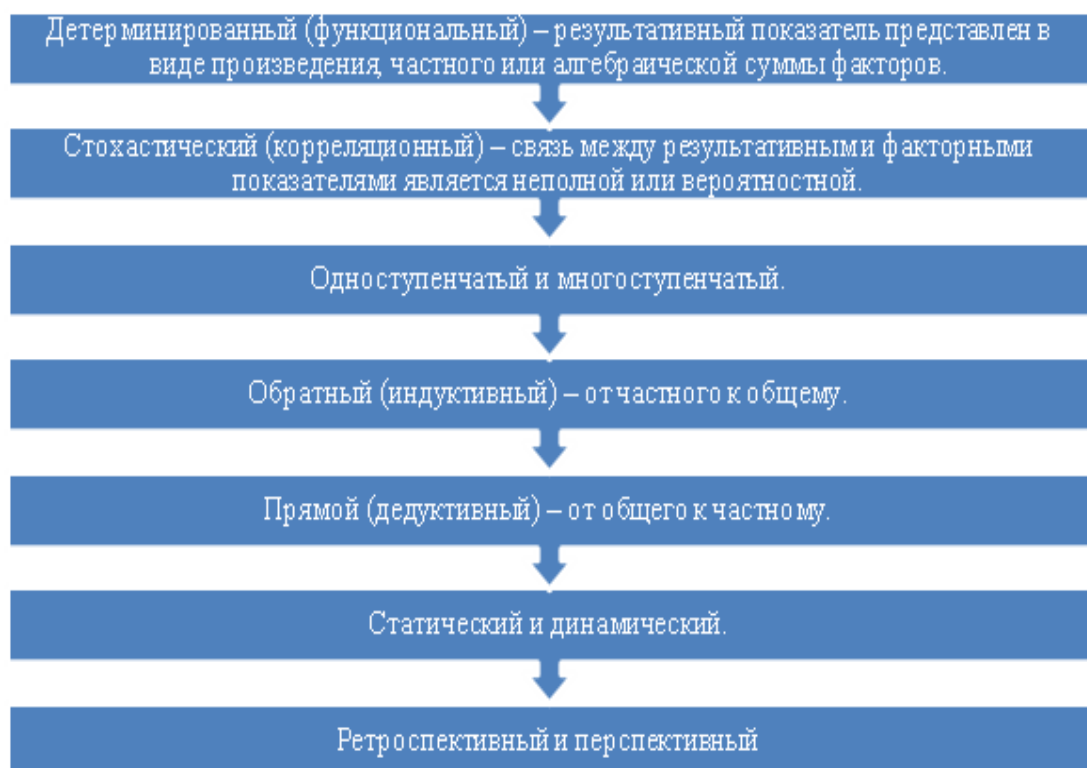 Детерминированный (функциональный) – результативный показатель представлен в
виде произведения, частного или алгебраической суммы факторов.
Стохастический (корреляционный) – связь между результативными факторными
показателями является неполной или вероятностной.
Одноступенчатый и многоступенчатый.
Обратный (индуктивный) – от частного к общему.
Прямой (дедуктивный) – от общего к частному.
Статический и динамический.
Ретроспективный и перспективный